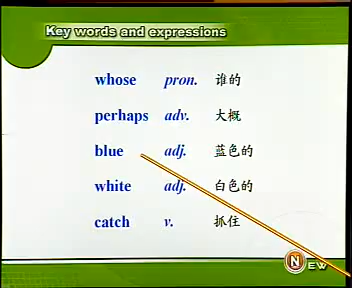 Key words and expressions
whose pron. 谁的
perhaps adv. 大概
blue adj. 蓝色的
white adj. 白色的
catch v. 抓住
NEW